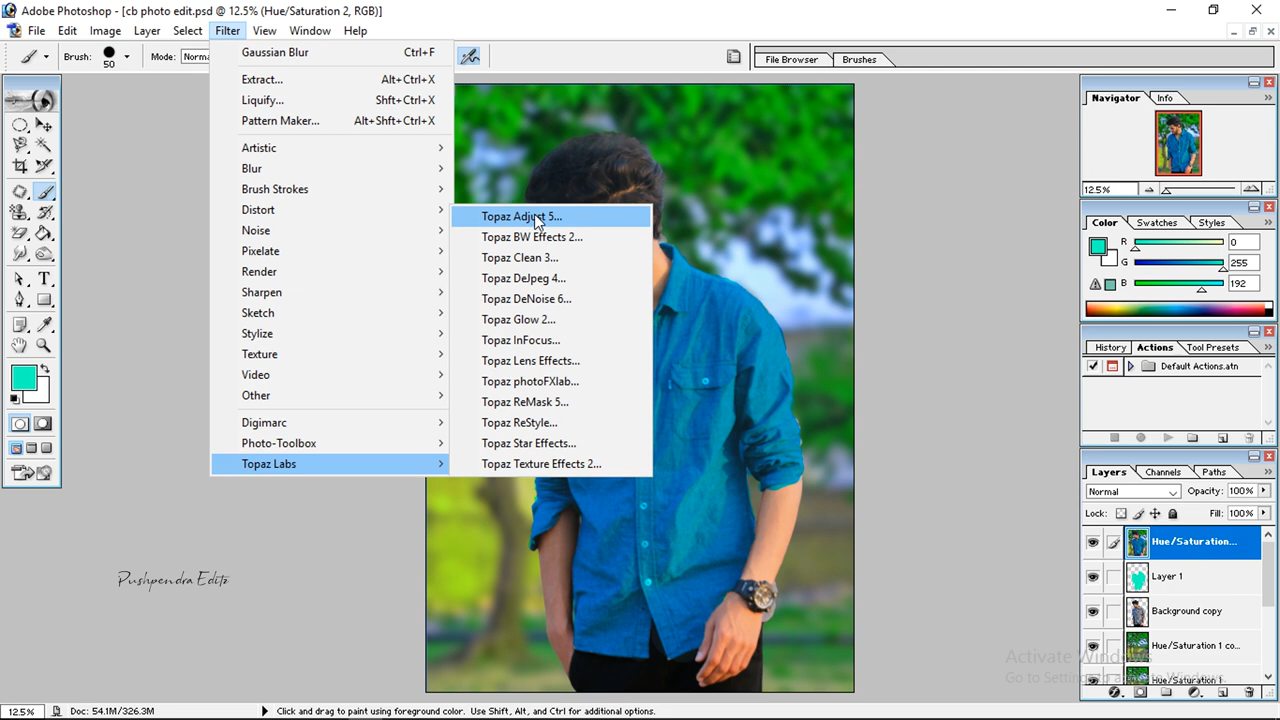 Adobe Photoshop - [cb photo edit.psd @ 12.5% (Hue/Saturation 2, RGB)]
File Edit Image Layer Select Filter View Window Help
Brush: 50 Mode: Norma File Browser Brushes
Gaussian Blur Ctrl+F
Extract... Alt+Ctrl+X
Liquify... Shft+Ctrl+X
Pattern Maker... Alt+Shft+Ctrl+X
Artistic
Blur
Brush Strokes
Distort
Noise
Pixelate
Render
Sharpen
Sketch
Stylize
Texture
Video
Other
Digimarc
Photo-Toolbox
Topaz Labs
Topaz Adjust 5...
Topaz BW Effects 2...
Topaz Clean 3...
Topaz DeJpeg 4...
Topaz DeNoise 6...
Topaz Glow 2...
Topaz InFocus...
Topaz Lens Effects...
Topaz photoFXlab...
Topaz ReMask 5...
Topaz ReStyle...
Topaz Star Effects...
Topaz Texture Effects 2...
Pushpendra Editz
Navigator Info
12.5%
Color Swatches Styles
R 0
G 255
B 192
History Actions Tool Presets
Default Actions.atn
Layers Channels Paths
Normal Opacity: 100%
Lock: Fill: 100%
Hue/Saturation...
Layer 1
Background copy
Hue/Saturation 1 co...
Hue/Saturation 1
Activate Windows
Go to Settings to activate Windows.
12.5% Doc: 54.1M/326.3M Click and drag to paint using foreground color. Use Shift, Alt, and Ctrl for additional options.